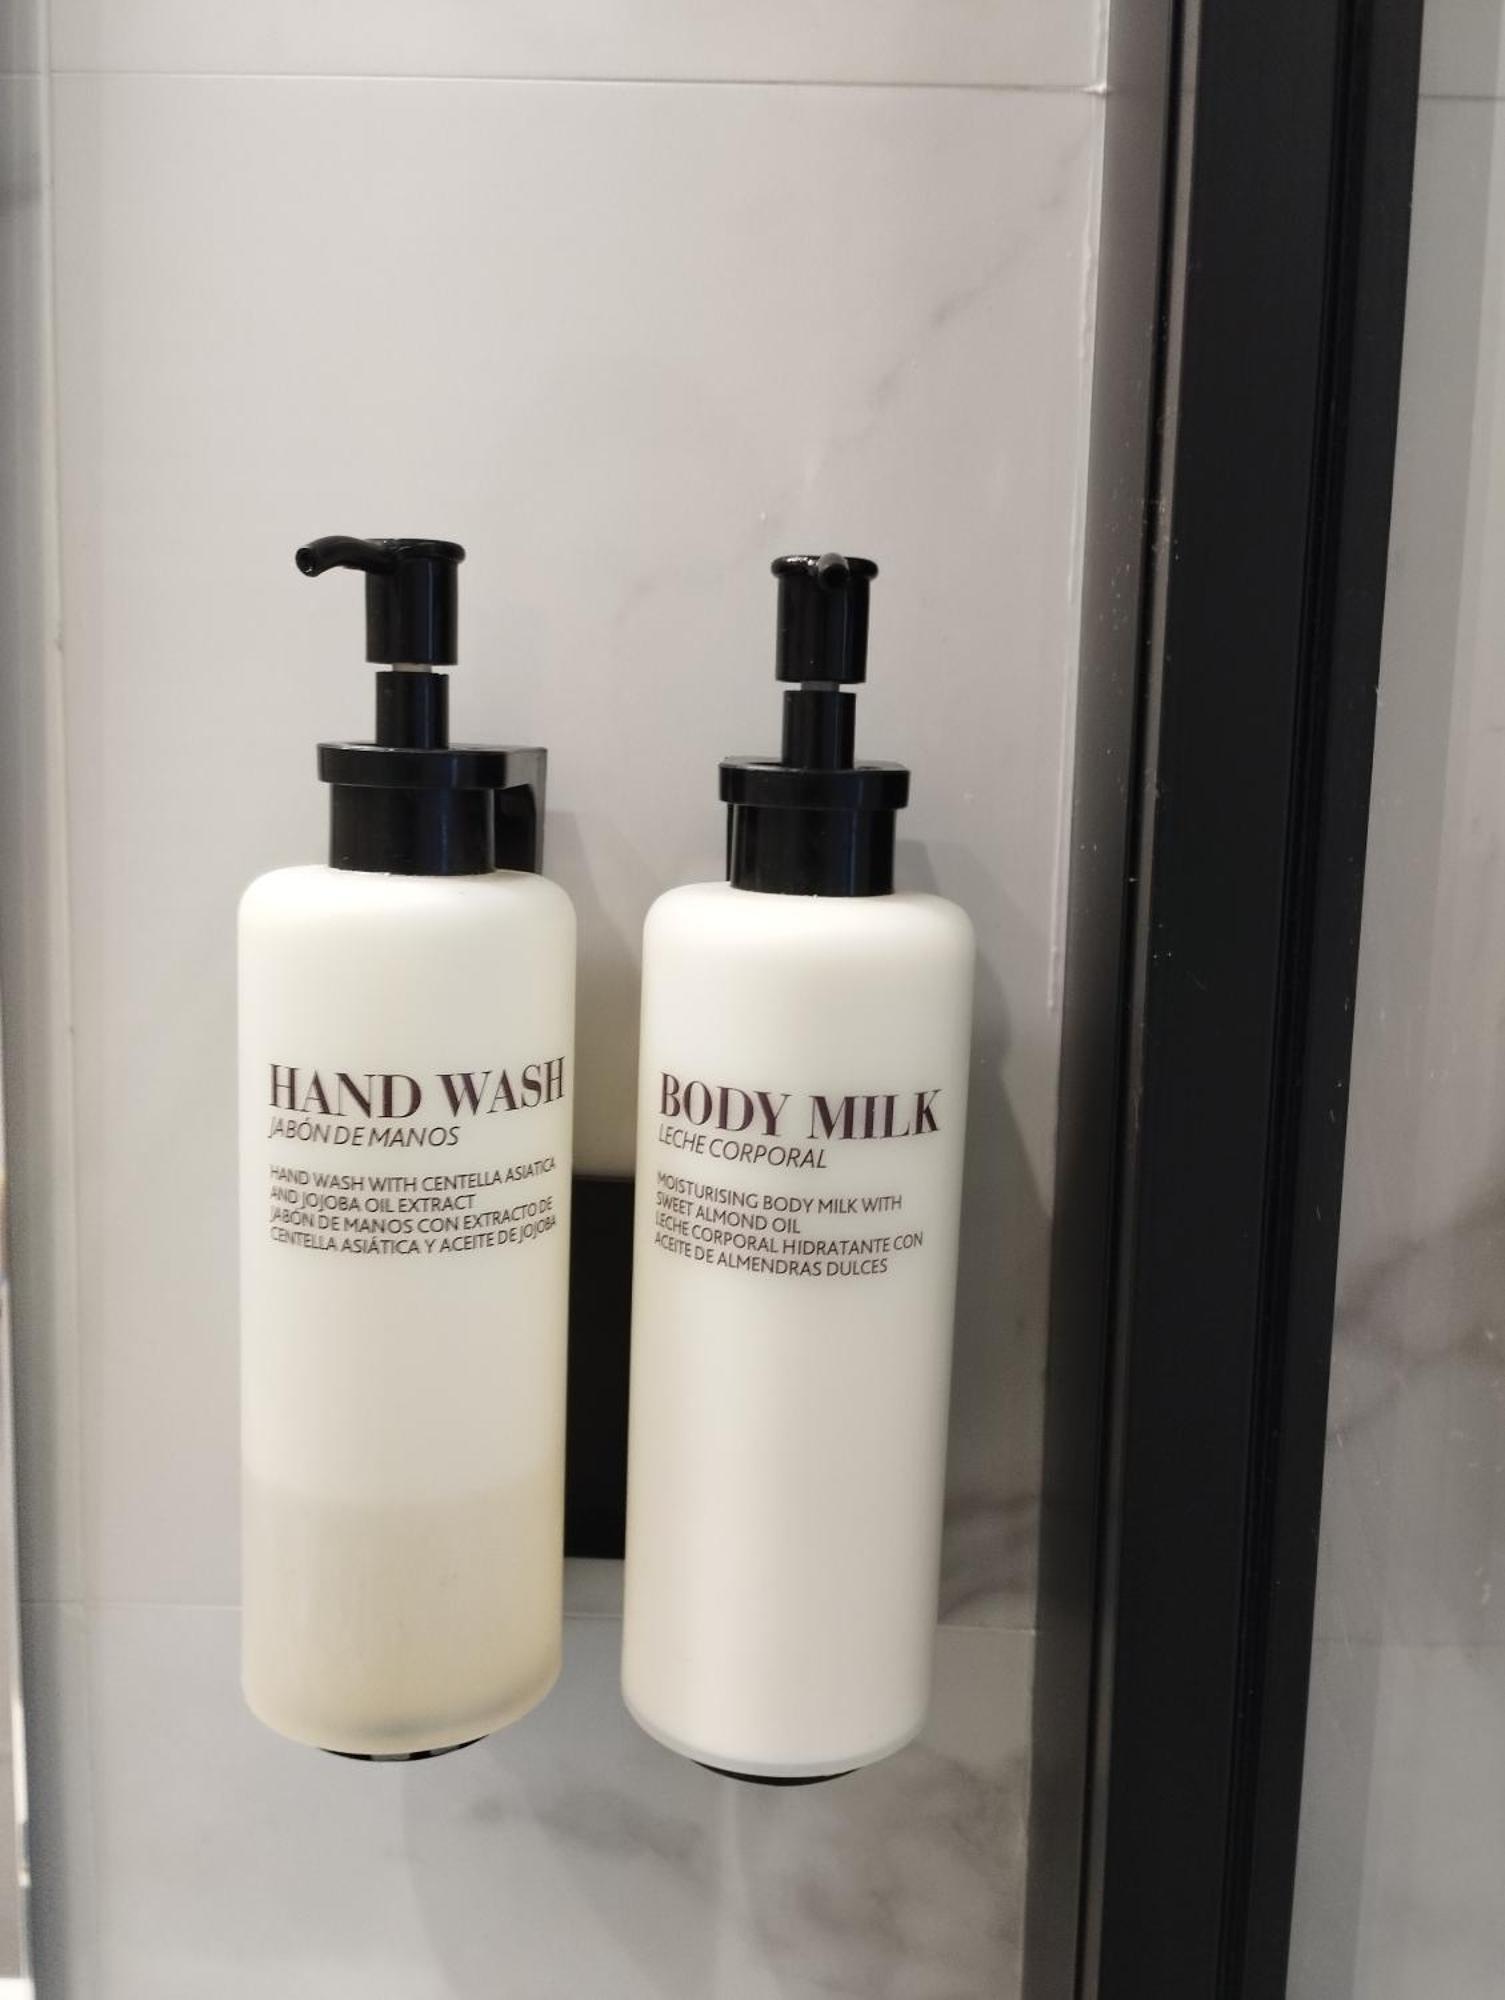 HAND WASH
JABÓN DE MANOS
HAND WASH WITH CENTELLA ASIATICA
AND JOJOBA OIL EXTRACT
JABÓN DE MANOS CON EXTRACTO DE
CENTELLA ASIÁTICA Y ACEITE DE JOJOBA
BODY MILK
LECHE CORPORAL
MOISTURISING BODY MILK WITH
SWEET ALMOND OIL
LECHE CORPORAL HIDRATANTE CON
ACEITE DE ALMENDRAS DULCES